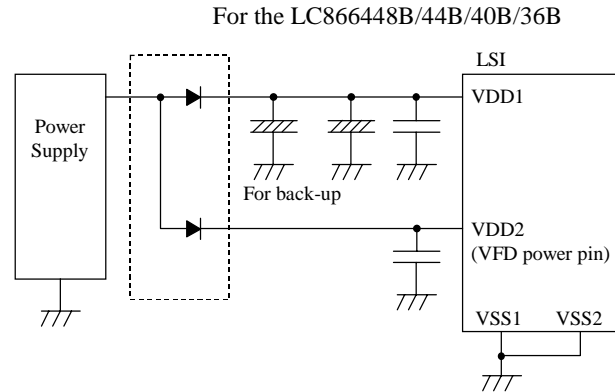 For the LC866448B/44B/40B/36B
LSI
Power
Supply
VDD1
For back-up
VDD2
(VFD power pin)
VSS1 VSS2